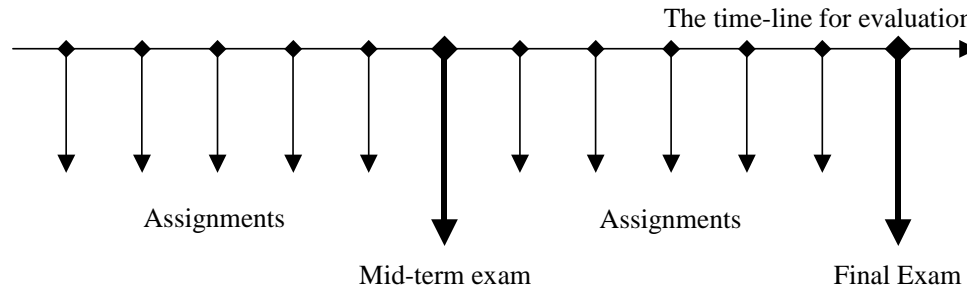 The time-line for evaluation
Assignments
Assignments
Mid-term exam
Final Exam